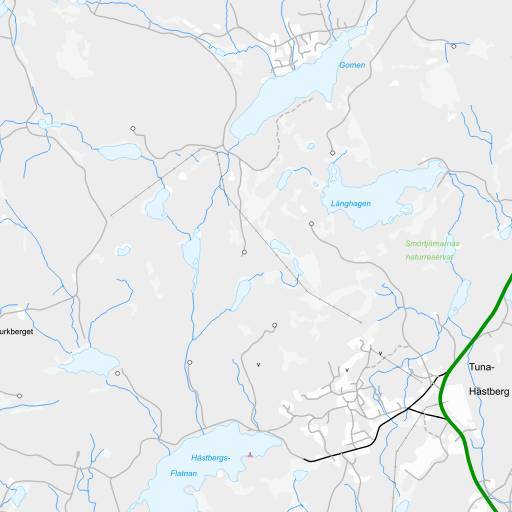 Gomen
Långhagen
Smörtjärnarnas
naturreservat
urkberget
Tuna-
Hästberg
Hästbergs-
Flatnan
v
v
v